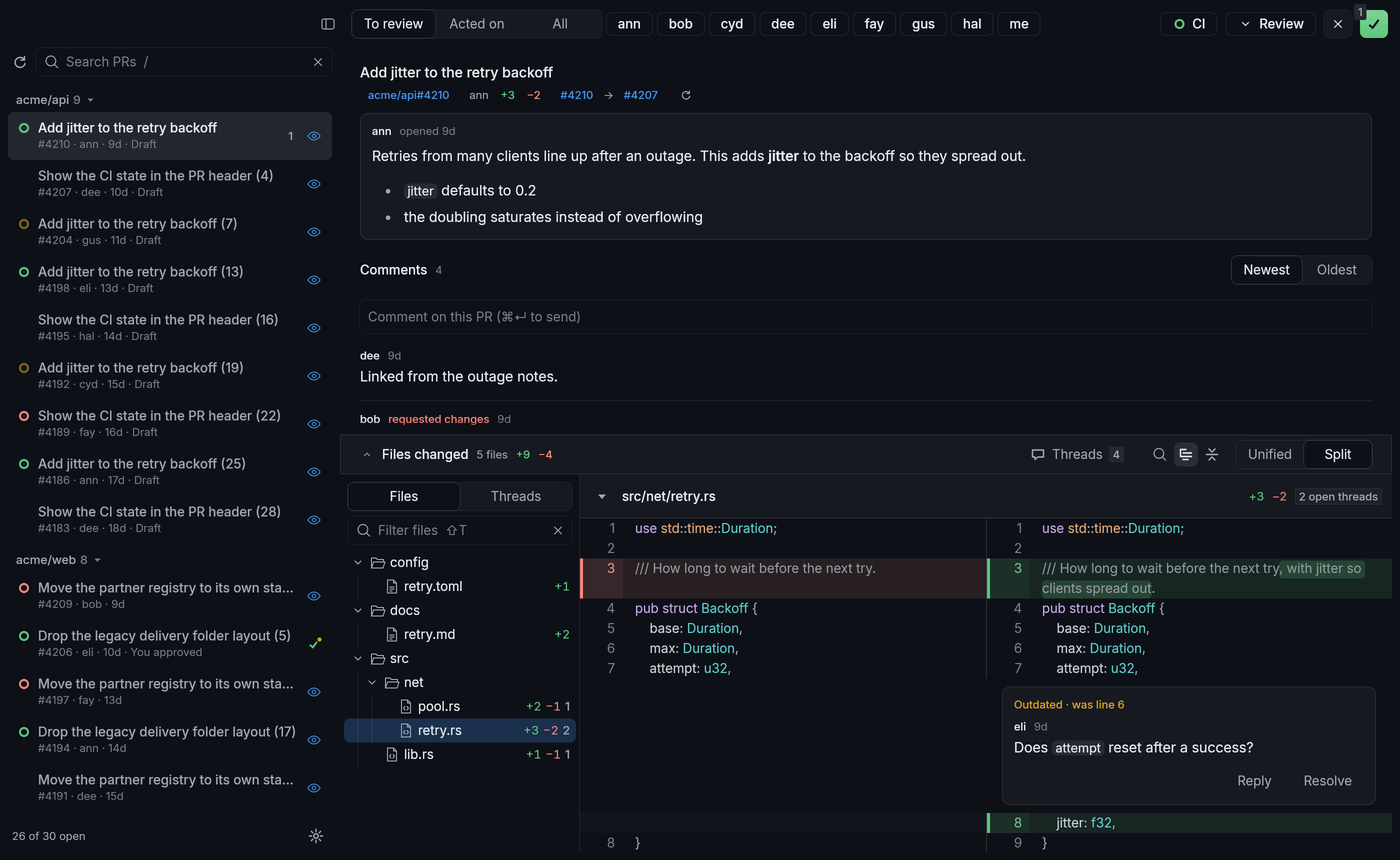 To review Acted on All ann bob cyd dee eli fay gus hal me CI Review 1
Search PRs /
acme/api 9
Add jitter to the retry backoff 1
#4210 · ann · 9d · Draft
Show the CI state in the PR header (4)
#4207 · dee · 10d · Draft
Add jitter to the retry backoff (7)
#4204 · gus · 11d · Draft
Add jitter to the retry backoff (13)
#4198 · eli · 13d · Draft
Show the CI state in the PR header (16)
#4195 · hal · 14d · Draft
Add jitter to the retry backoff (19)
#4192 · cyd · 15d · Draft
Show the CI state in the PR header (22)
#4189 · fay · 16d · Draft
Add jitter to the retry backoff (25)
#4186 · ann · 17d · Draft
Show the CI state in the PR header (28)
#4183 · dee · 18d · Draft
acme/web 8
Move the partner registry to its own sta...
#4209 · bob · 9d
Drop the legacy delivery folder layout (5)
#4206 · eli · 10d · You approved
Move the partner registry to its own sta...
#4197 · fay · 13d
Drop the legacy delivery folder layout (17)
#4194 · ann · 14d
Move the partner registry to its own sta...
#4191 · dee · 15d
26 of 30 open
Add jitter to the retry backoff
acme/api#4210 ann +3 −2 #4210 → #4207
ann opened 9d
Retries from many clients line up after an outage. This adds jitter to the backoff so they spread out.
• jitter defaults to 0.2
• the doubling saturates instead of overflowing
Comments 4 Newest Oldest
Comment on this PR (⌘↵ to send)
dee 9d
Linked from the outage notes.
bob requested changes 9d
Files changed 5 files +9 −4 Threads 4 Unified Split
Files Threads
Filter files ⇧T
config
retry.toml +1
docs
retry.md +2
src
net
pool.rs +2 −1 1
retry.rs +3 −2 2
lib.rs +1 −1 1
src/net/retry.rs +3 −2 2 open threads
1 use std::time::Duration;
2
3 /// How long to wait before the next try.
4 pub struct Backoff {
5 base: Duration,
6 max: Duration,
7 attempt: u32,
8 }
1 use std::time::Duration;
2
3 /// How long to wait before the next try, with jitter so
clients spread out.
4 pub struct Backoff {
5 base: Duration,
6 max: Duration,
7 attempt: u32,
Outdated · was line 6
eli 9d
Does attempt reset after a success?
Reply Resolve
8 jitter: f32,
9 }